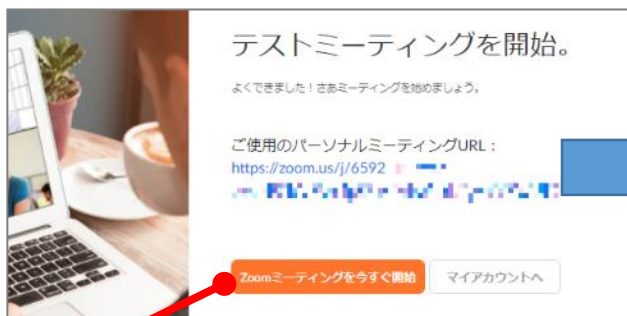 テストミーティングを開始。
よくできました！さあミーティングを始めましょう。
ご使用のパーソナルミーティングURL：
https://zoom.us/j/6592
Zoomミーティングを今すぐ開始
マイアカウントへ